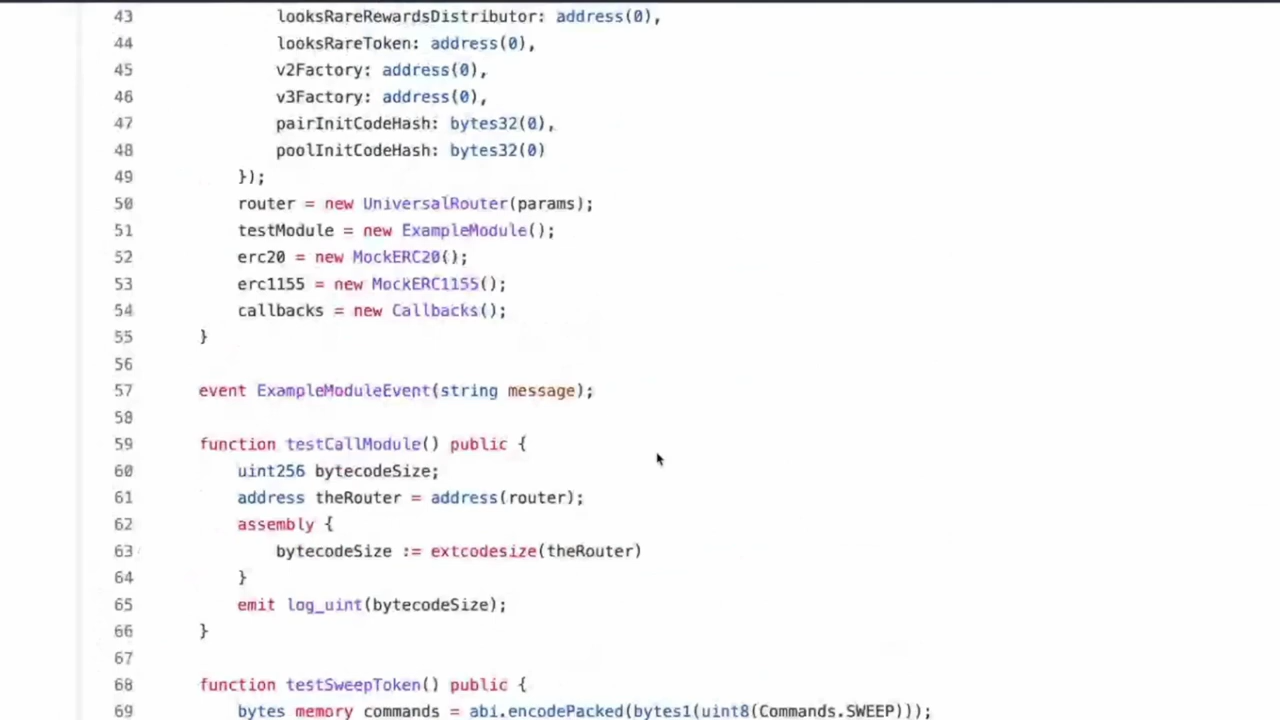 43 looksRareRewardsDistributor: address(0),
44 looksRareToken: address(0),
45 v2Factory: address(0),
46 v3Factory: address(0),
47 pairInitCodeHash: bytes32(0),
48 poolInitCodeHash: bytes32(0)
49 });
50 router = new UniversalRouter(params);
51 testModule = new ExampleModule();
52 erc20 = new MockERC20();
53 erc1155 = new MockERC1155();
54 callbacks = new Callbacks();
55 }
56
57 event ExampleModuleEvent(string message);
58
59 function testCallModule() public {
60 uint256 bytecodeSize;
61 address theRouter = address(router);
62 assembly {
63 bytecodeSize := extcodesize(theRouter)
64 }
65 emit log_uint(bytecodeSize);
66 }
67
68 function testSweepToken() public {
69 bytes memory commands = abi.encodePacked(bytes1(uint8(Commands.SWEEP)));